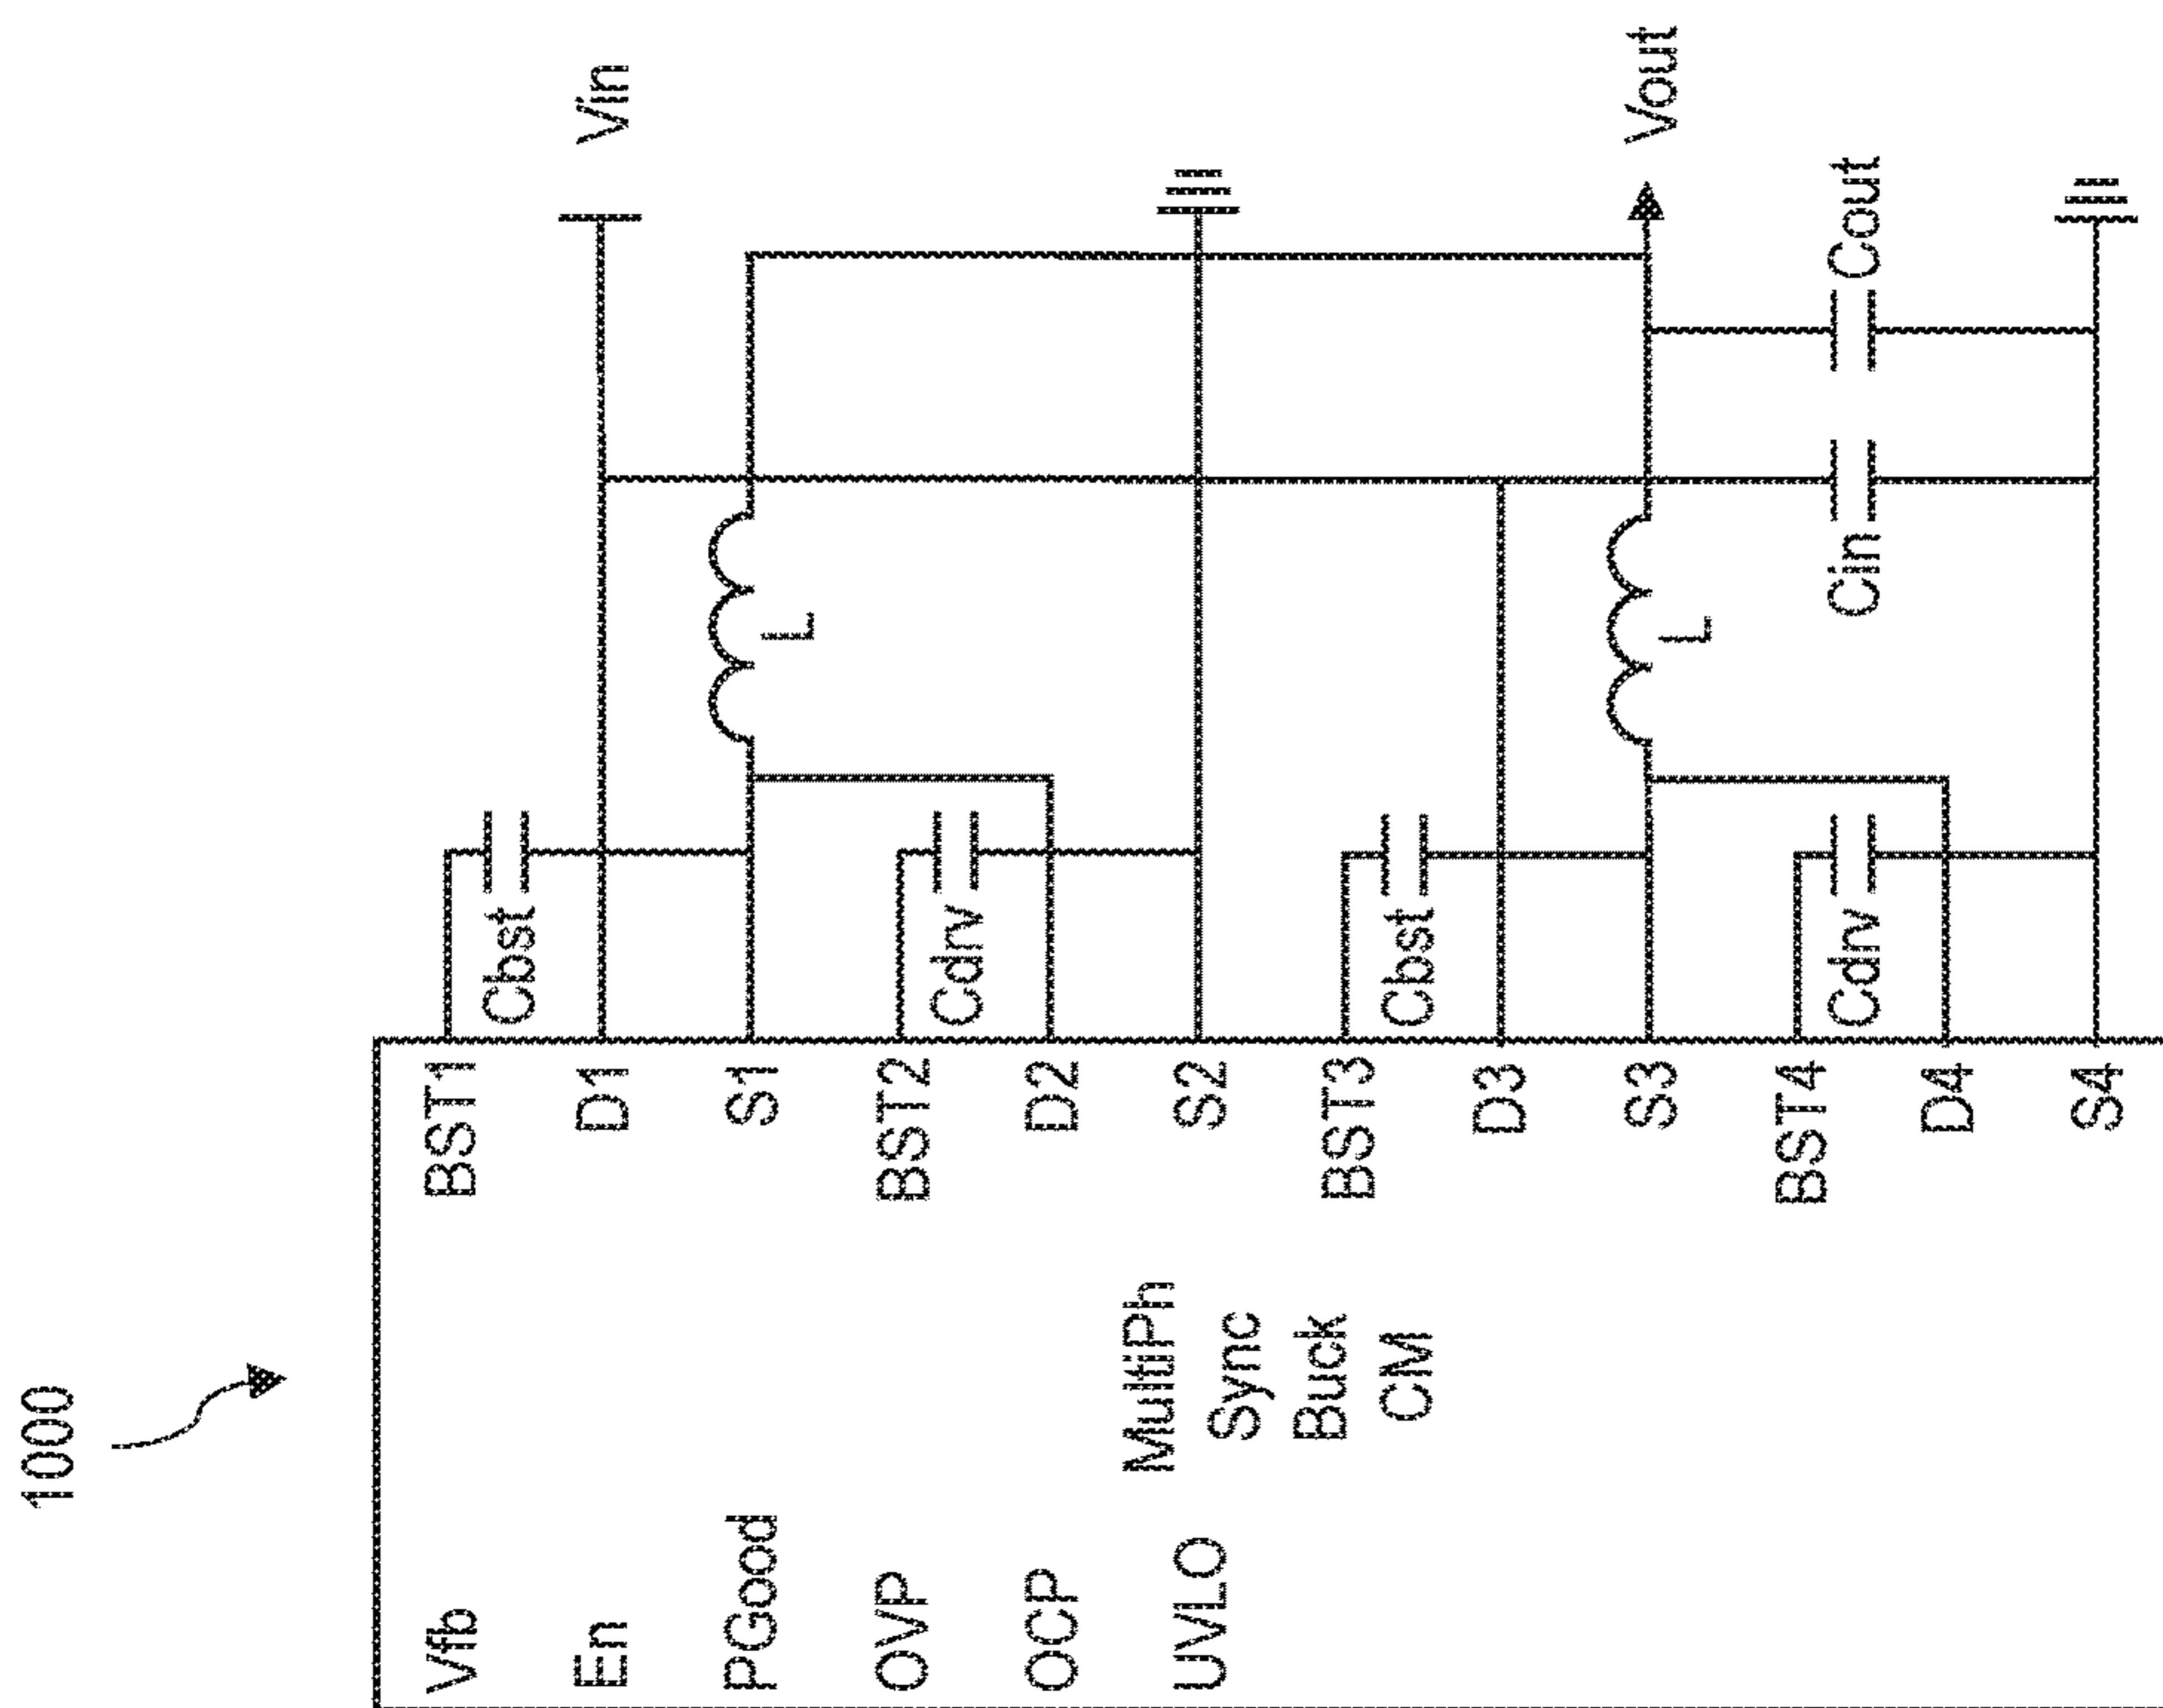 1000
Vfb
En
PGood
OVP
OCP
UVLO
MultiPh
Sync
Buck
CM
BST1
D1
S1
BST2
D2
S2
BST3
D3
S3
BST4
D4
S4
Cbst
Cdrv
Cbst
Cdrv
L
L
Cin
Cout
Vin
Vout